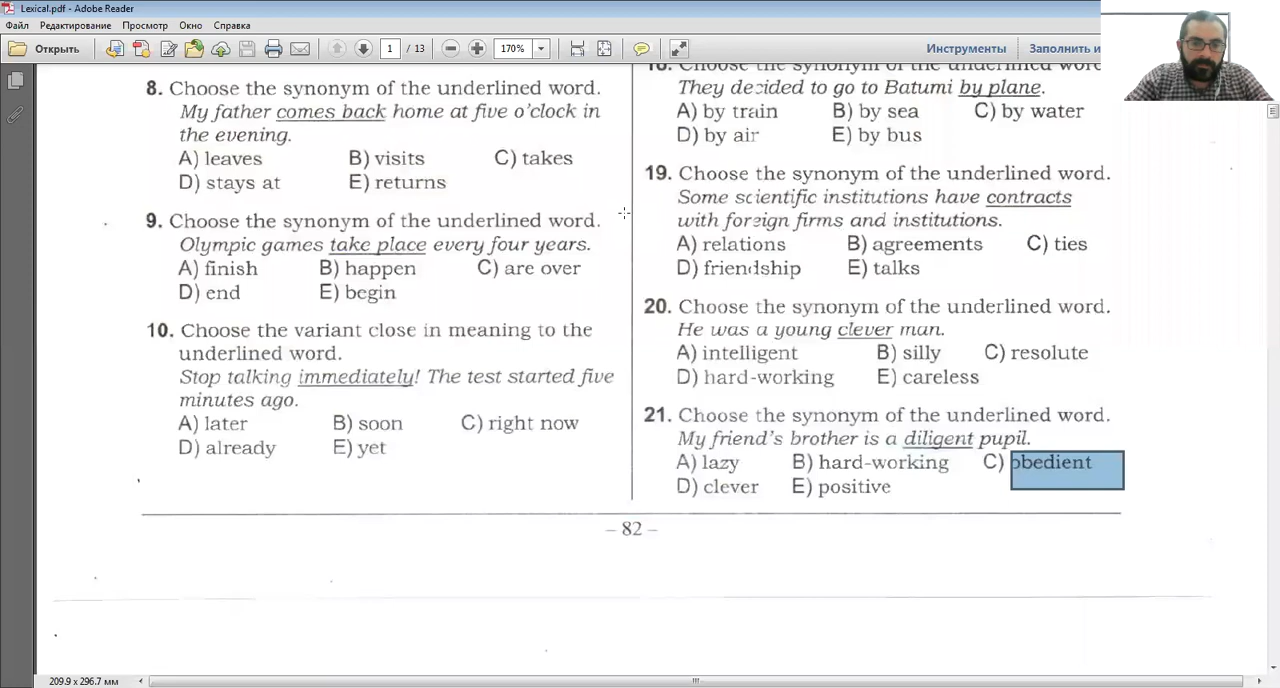 Lexical.pdf - Adobe Reader
Файл Редактирование Просмотр Окно Справка
Открыть 1 / 13 170% Инструменты Заполнить и
8. Choose the synonym of the underlined word.
My father comes back home at five o'clock in
the evening.
A) leaves B) visits C) takes
D) stays at E) returns
9. Choose the synonym of the underlined word.
Olympic games take place every four years.
A) finish B) happen C) are over
D) end E) begin
10. Choose the variant close in meaning to the
underlined word.
Stop talking immediately! The test started five
minutes ago.
A) later B) soon C) right now
D) already E) yet
18. Choose the synonym of the underlined word
They decided to go to Batumi by plane.
A) by train B) by sea C) by water
D) by air E) by bus
19. Choose the synonym of the underlined word.
Some scientific institutions have contracts
with foreign firms and institutions.
A) relations B) agreements C) ties
D) friendship E) talks
20. Choose the synonym of the underlined word.
He was a young clever man.
A) intelligent B) silly C) resolute
D) hard-working E) careless
21. Choose the synonym of the underlined word.
My friend's brother is a diligent pupil.
A) lazy B) hard-working C) obedient
D) clever E) positive
– 82 –
209.9 x 296.7 мм